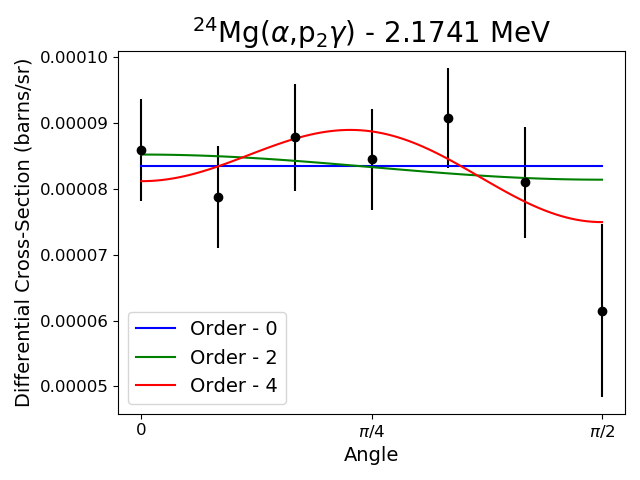 ²⁴Mg(α,p₂γ) - 2.1741 MeV
Differential Cross-Section (barns/sr)
0.00010
0.00009
0.00008
0.00007
0.00006
0.00005
Order - 0
Order - 2
Order - 4
0
π/4
π/2
Angle